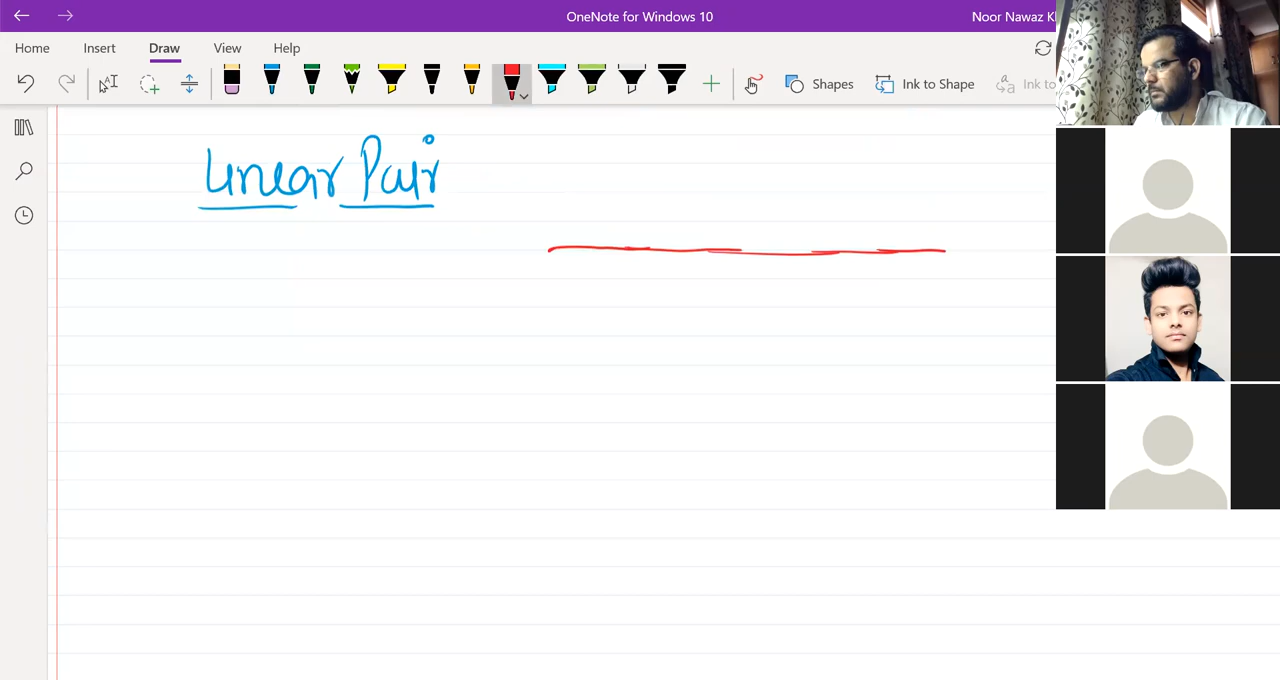 OneNote for Windows 10
Noor Nawaz
Home Insert Draw View Help
Shapes Ink to Shape Ink to
Linear Pair